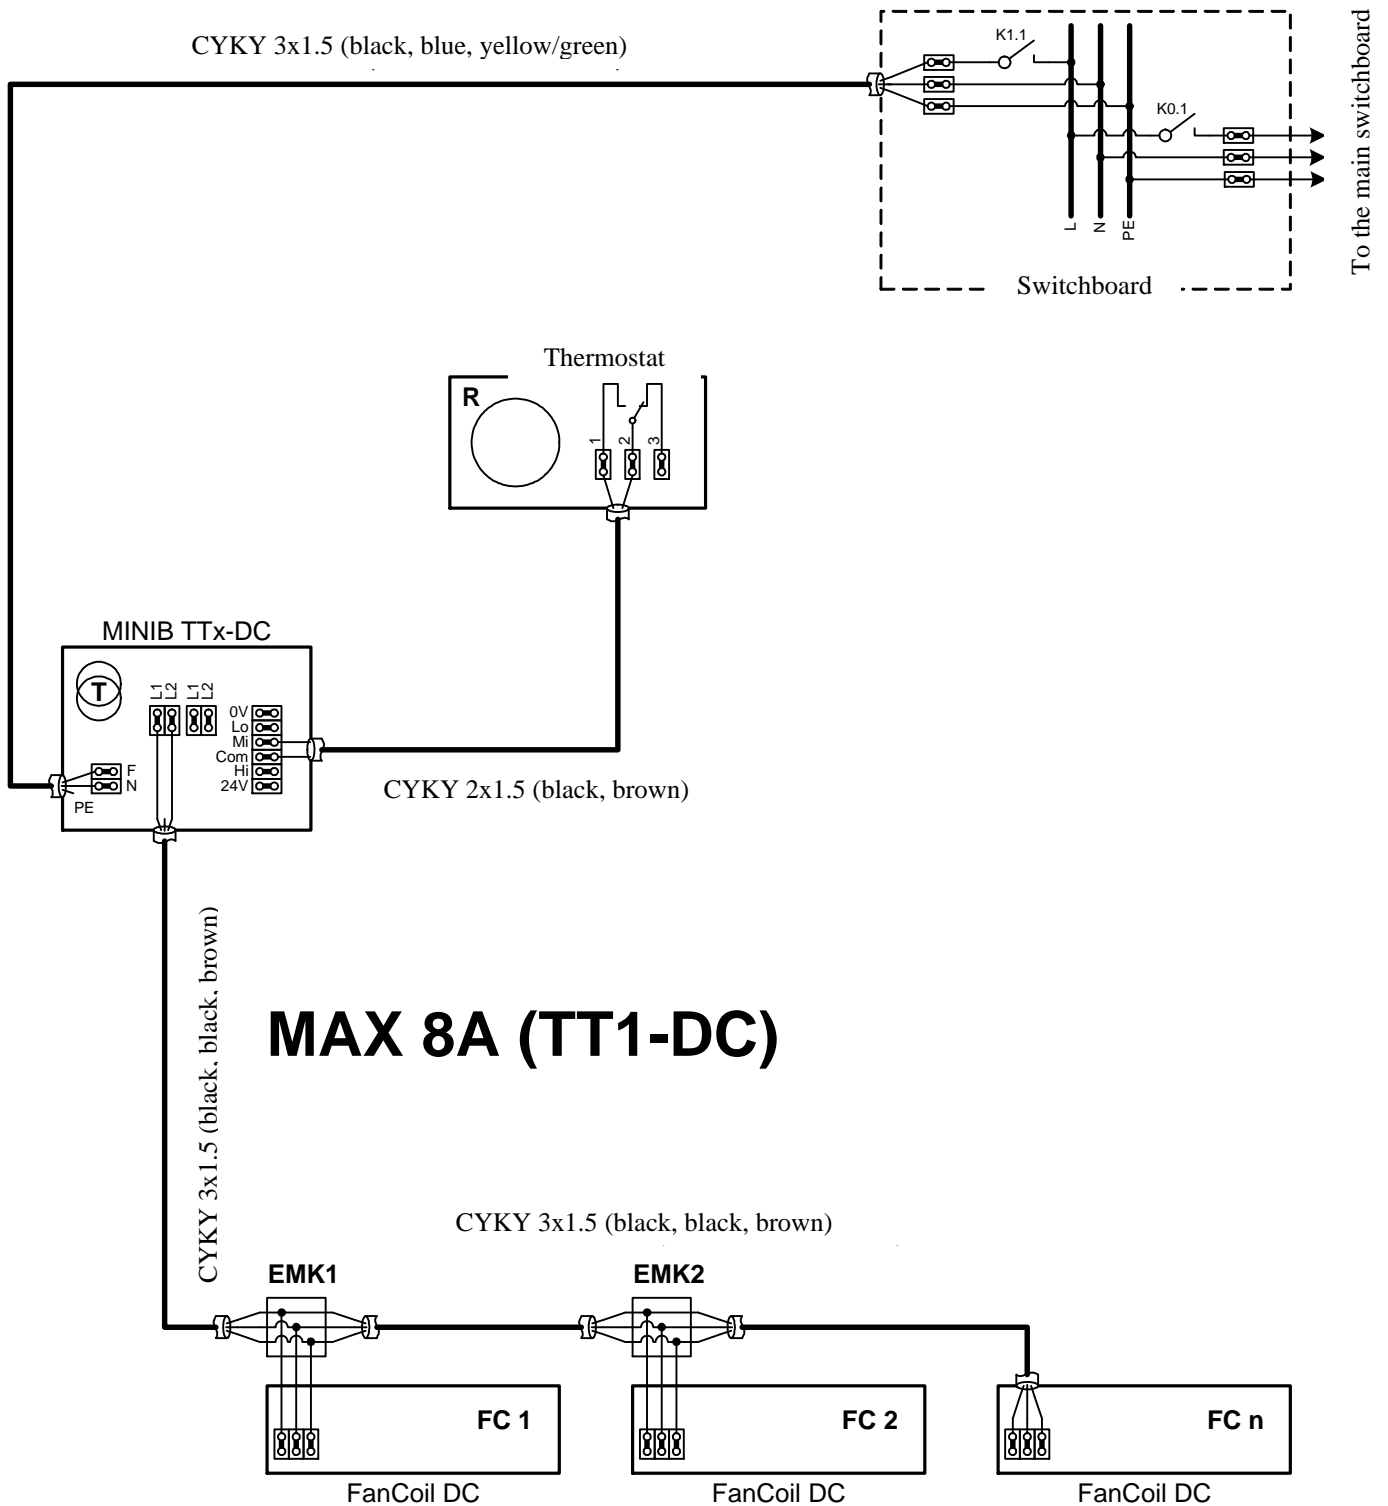 CYKY 3x1.5 (black, blue, yellow/green)
K1.1
K0.1
L
N
PE
Switchboard
To the main switchboard
Thermostat
R
1
2
3
MINIB TTx-DC
T
L1
L2
L1
L2
0V
Lo
Mi
Com
Hi
24V
F
N
PE
CYKY 2x1.5 (black, brown)
CYKY 3x1.5 (black, black, brown)
MAX 8A (TT1-DC)
CYKY 3x1.5 (black, black, brown)
EMK1
EMK2
FC 1
FC 2
FC n
FanCoil DC
FanCoil DC
FanCoil DC